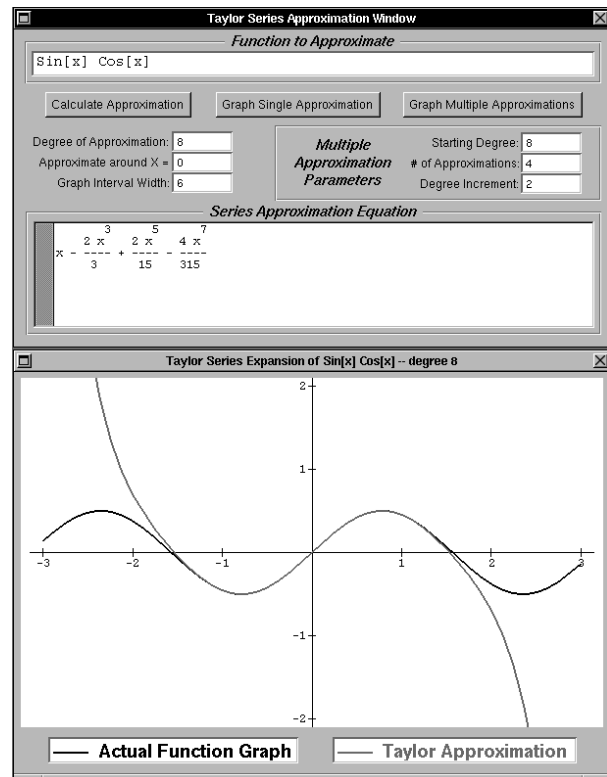 Taylor Series Approximation Window
Function to Approximate
Sin[x] Cos[x]
Calculate Approximation Graph Single Approximation Graph Multiple Approximations
Degree of Approximation: 8
Approximate around X = 0
Graph Interval Width: 6
Multiple
Approximation
Parameters
Starting Degree: 8
# of Approximations: 4
Degree Increment: 2
Series Approximation Equation
3 5 7
2 x 2 x 4 x
x - ---- + ---- - ----
3 15 315
Taylor Series Expansion of Sin[x] Cos[x] -- degree 8
2
1
-3 -2 -1 1 2 3
-1
-2
Actual Function Graph Taylor Approximation